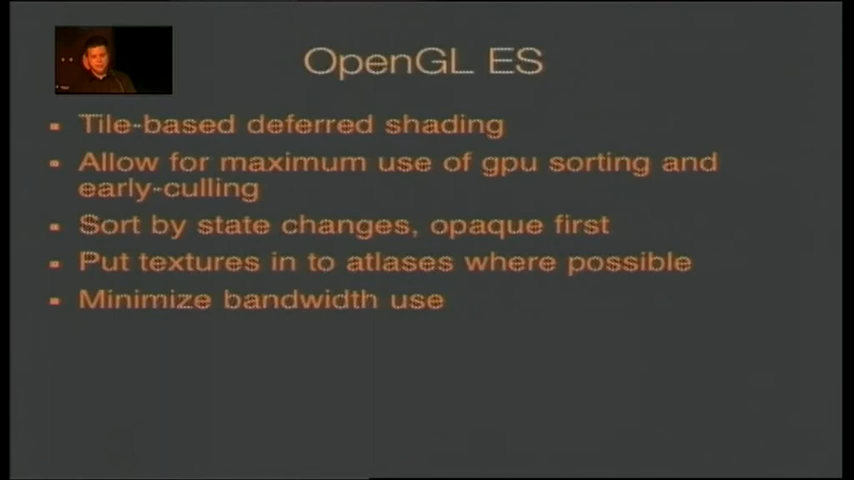 OpenGL ES
Tile-based deferred shading
Allow for maximum use of gpu sorting and
early-culling
Sort by state changes, opaque first
Put textures in to atlases where possible
Minimize bandwidth use